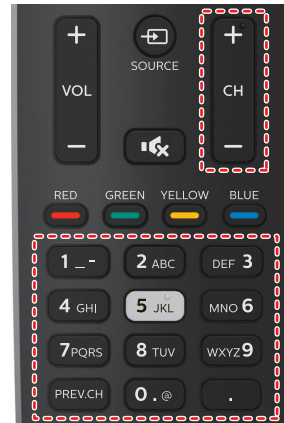 + +
SOURCE
VOL CH
– –
RED GREEN YELLOW BLUE
1 _ - 2 ABC DEF 3
4 GHI 5 JKL MNO 6
7PQRS 8 TUV WXYZ9
PREV.CH 0 . @ .